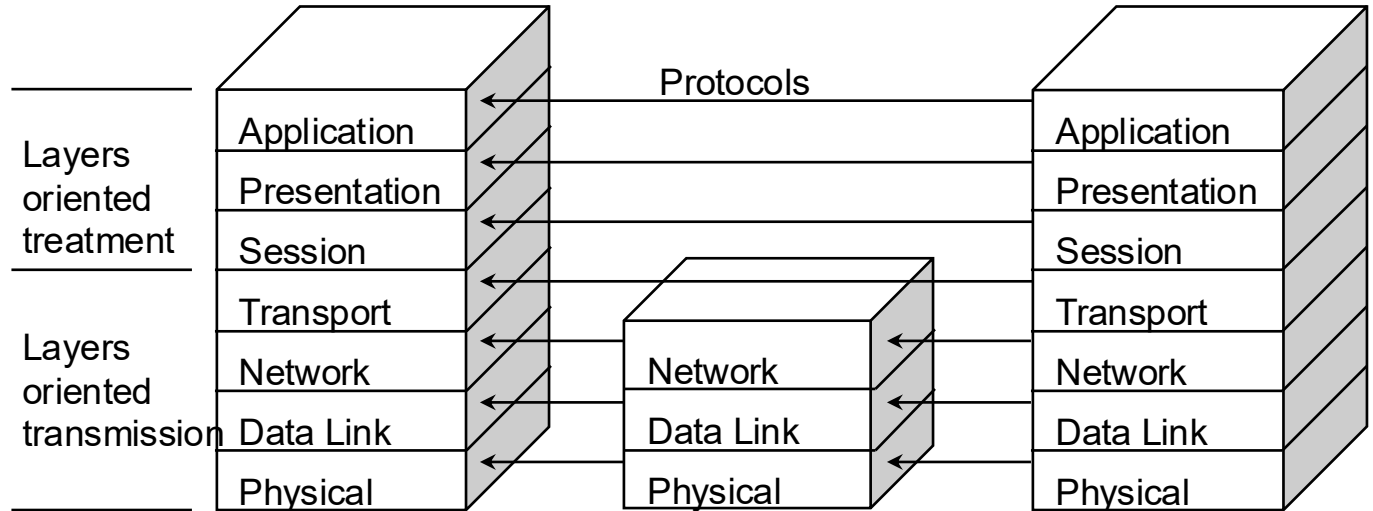 Protocols
Layers
oriented
treatment
Layers
oriented
transmission
Application
Presentation
Session
Transport
Network
Data Link
Physical
Network
Data Link
Physical
Application
Presentation
Session
Transport
Network
Data Link
Physical